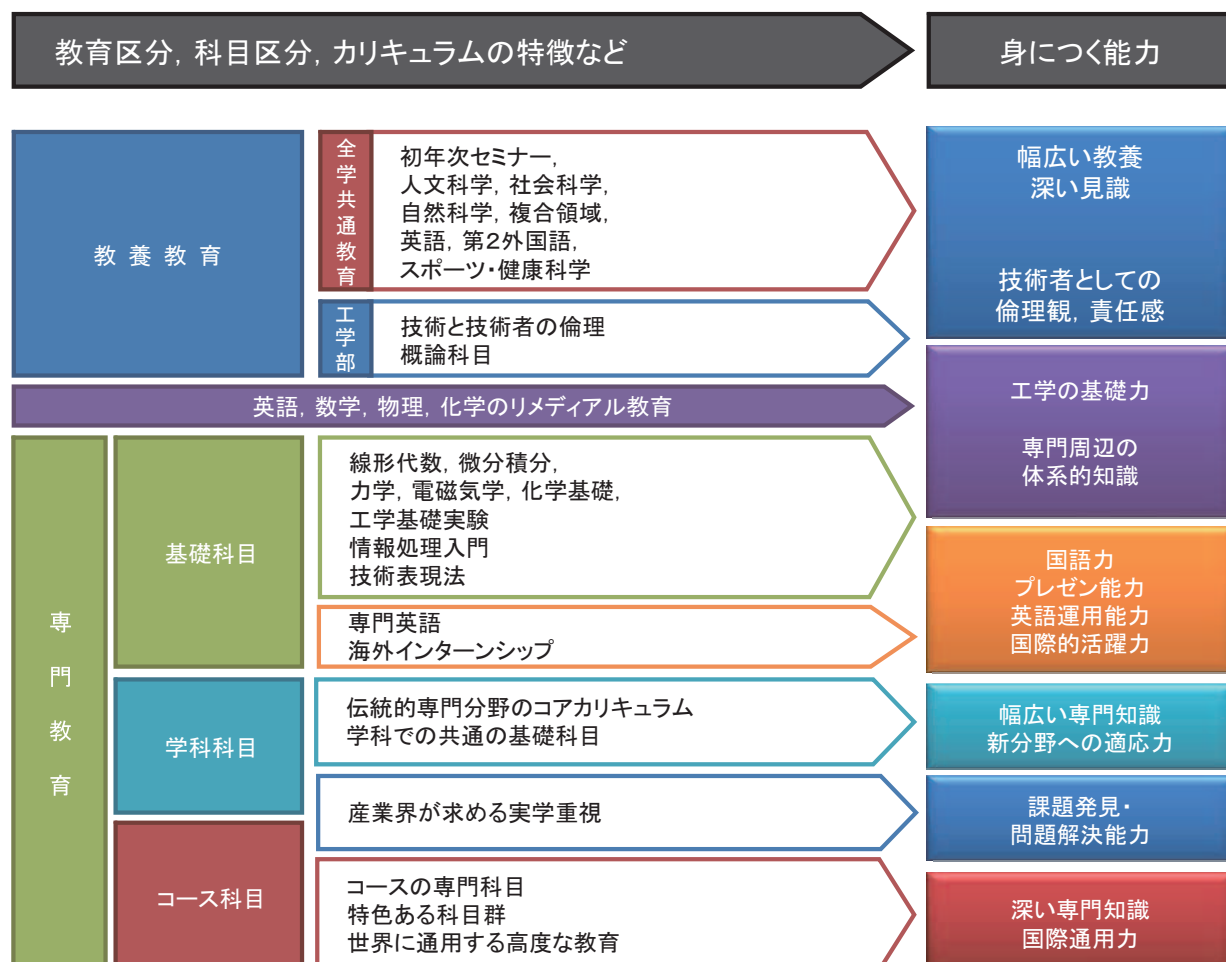 教育区分, 科目区分, カリキュラムの特徴など
身につく能力
教養教育
全学共通教育
初年次セミナー,
人文科学, 社会科学,
自然科学, 複合領域,
英語, 第2外国語,
スポーツ・健康科学
幅広い教養
深い見識
技術者としての
倫理観, 責任感
工学部
技術と技術者の倫理
概論科目
英語, 数学, 物理, 化学のリメディアル教育
工学の基礎力
専門周辺の
体系的知識
専門教育
基礎科目
線形代数, 微分積分,
力学, 電磁気学, 化学基礎,
工学基礎実験
情報処理入門
技術表現法
専門英語
海外インターンシップ
国語力
プレゼン能力
英語運用能力
国際的活躍力
学科科目
伝統的専門分野のコアカリキュラム
学科での共通の基礎科目
幅広い専門知識
新分野への適応力
産業界が求める実学重視
課題発見・
問題解決能力
コース科目
コースの専門科目
特色ある科目群
世界に通用する高度な教育
深い専門知識
国際通用力